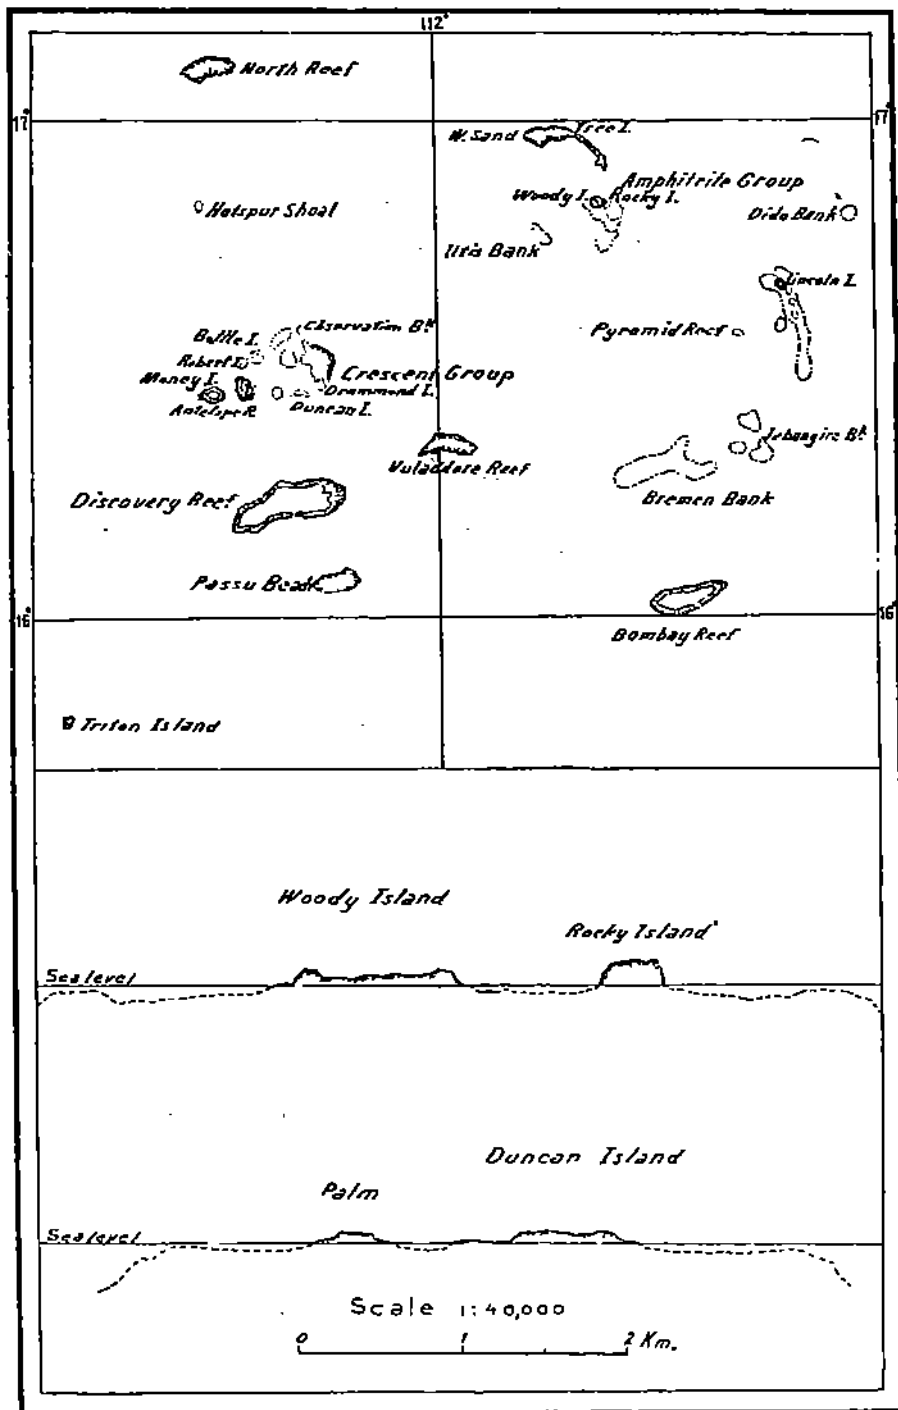 112°
North Reef
17°
17°
W. Sand
Tree I.
Amphitrite Group
Woody I.
Rocky I.
Hotspur Shoal
Dido Bank
Iltis Bank
Lincoln I.
Observation Bk
Pyramid Reef
Robert I.
Money I.
Crescent Group
Drummond I.
Antelope R.
Duncan I.
Jehangire Bk
Vuladdore Reef
Discovery Reef
Bremen Bank
Passu Beak
16°
16°
Bombay Reef
Triton Island
Woody Island
Rocky Island
Sea level
Duncan Island
Palm
Sea level
Scale 1:40,000
0 1 2 Km.